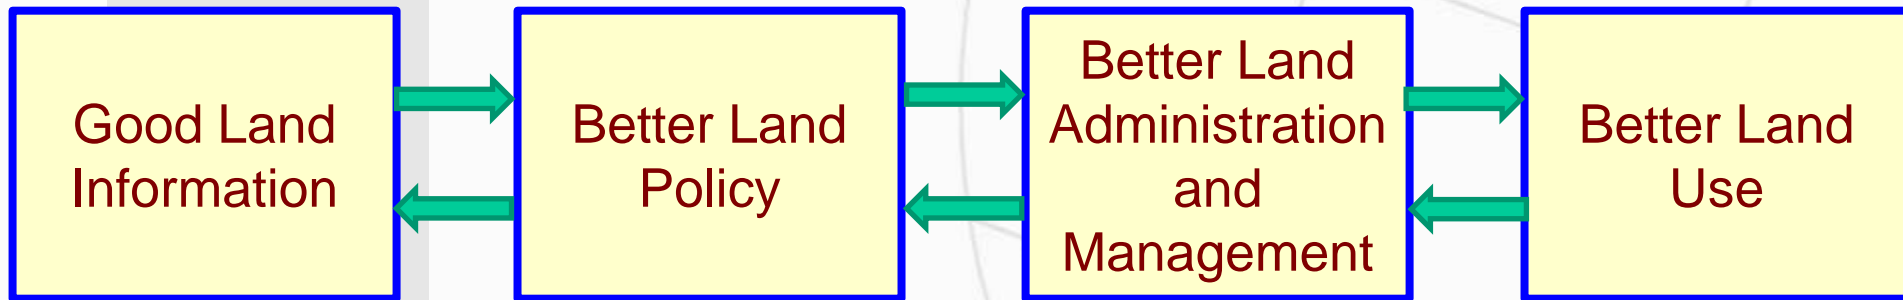 Good Land
Information
Better Land
Policy
Better Land
Administration
and
Management
Better Land
Use